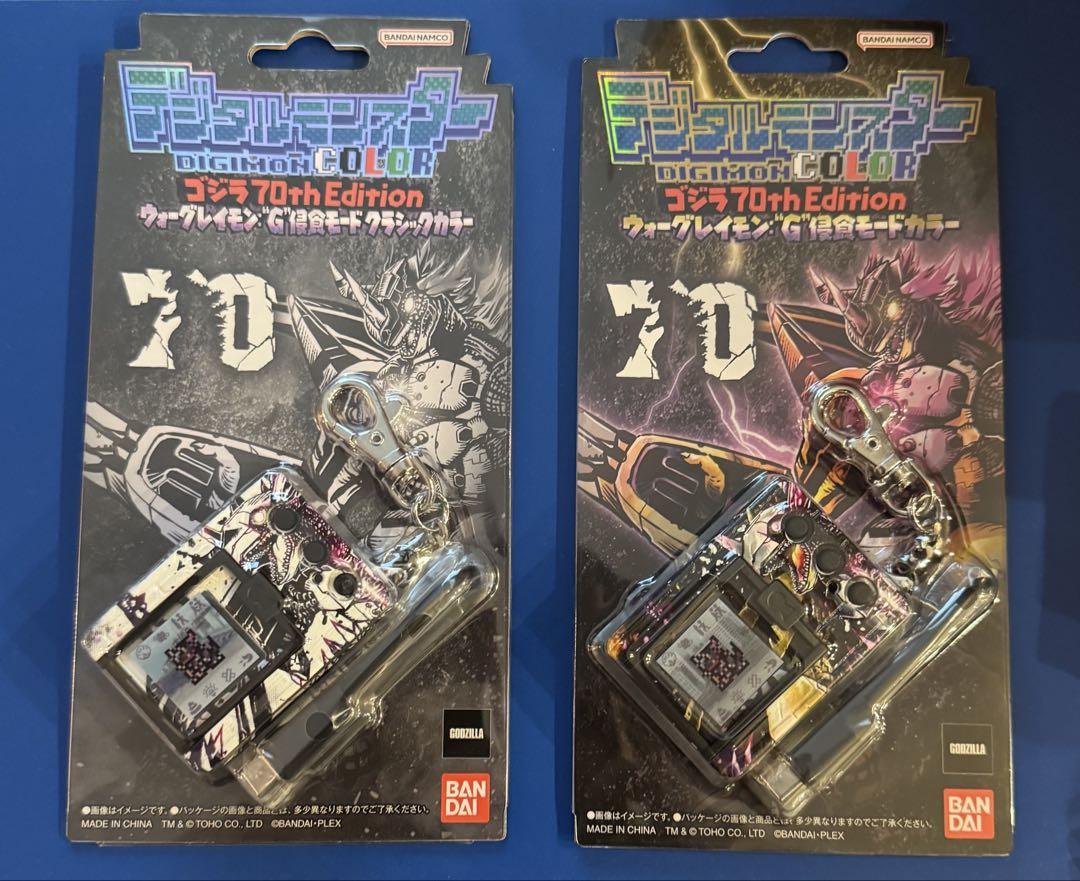 BANDAI NAMCO
デジタルモンスター
DIGIMON COLOR
ゴジラ 70th Edition
ウォーグレイモン:"G"侵食モード クラシックカラー
70
GODZILLA
BAN
DAI
●画像はイメージです。●パッケージの画像と商品とは、多少異なりますのでご了承ください。
MADE IN CHINA TM & © TOHO CO., LTD ©BANDAI・PLEX
BANDAI NAMCO
デジタルモンスター
DIGIMON COLOR
ゴジラ 70th Edition
ウォーグレイモン:"G"侵食モードカラー
70
GODZILLA
BAN
DAI
●画像はイメージです。●パッケージの画像と商品とは、多少異なりますのでご了承ください。
MADE IN CHINA TM & © TOHO CO., LTD ©BANDAI・PLEX